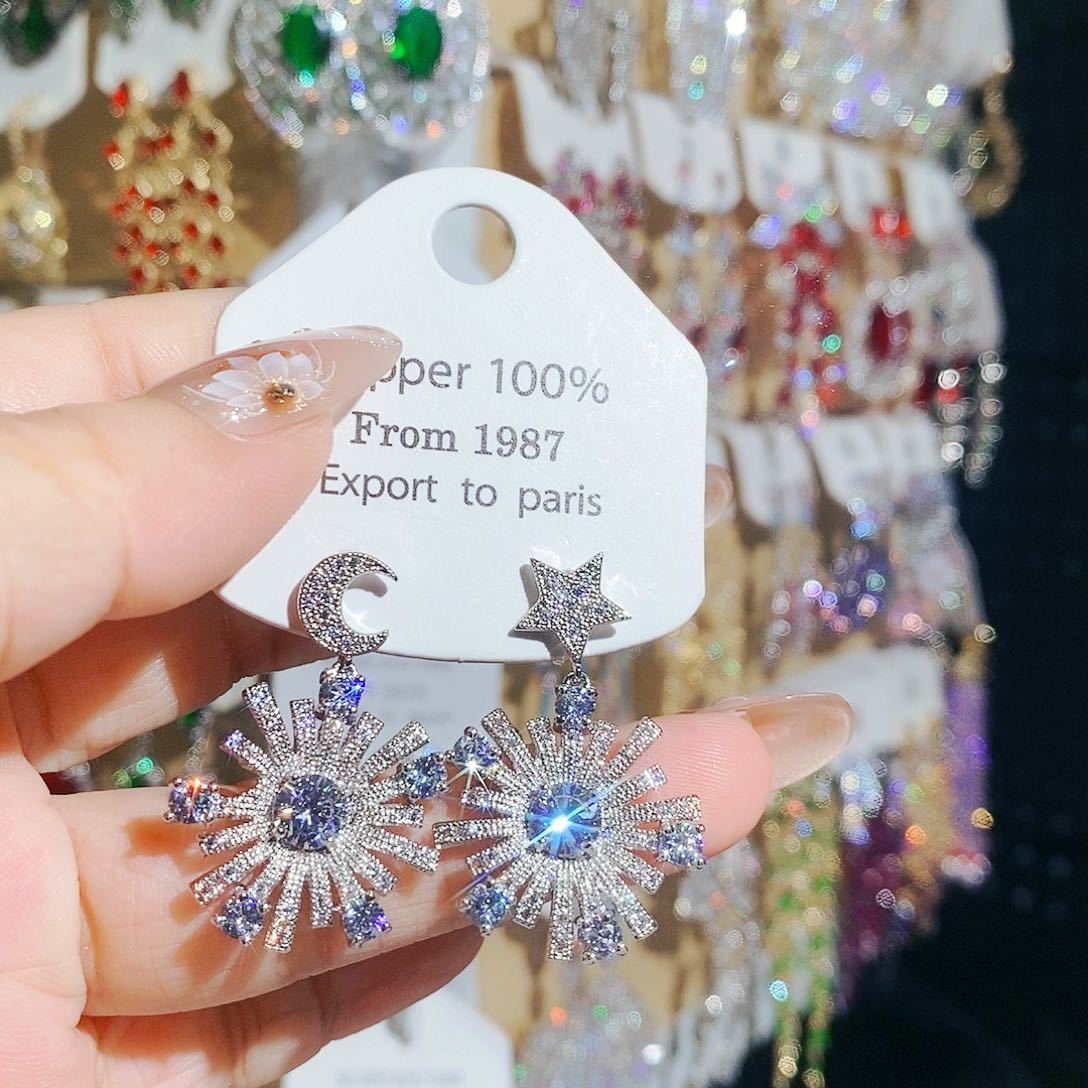 pper 100%
From 1987
Export to paris